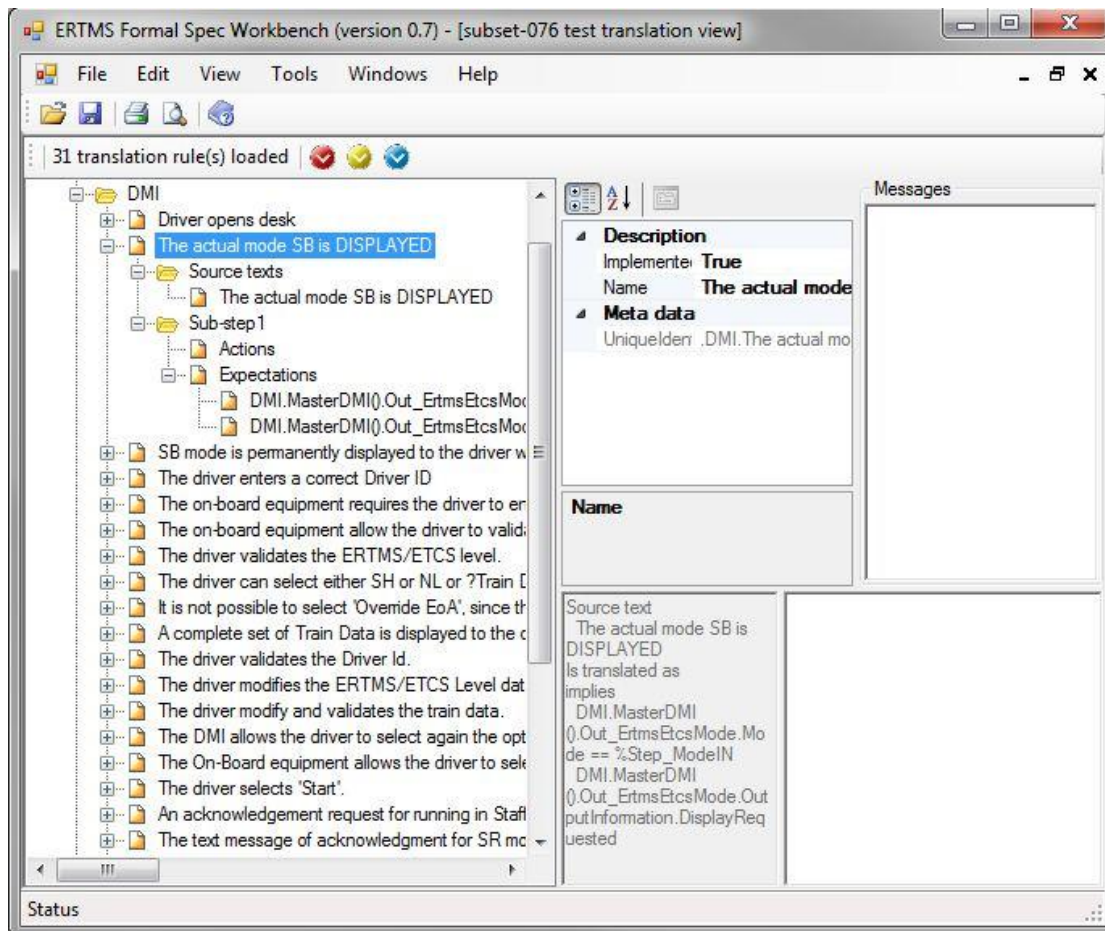 ERTMS Formal Spec Workbench (version 0.7) - [subset-076 test translation view]
File Edit View Tools Windows Help
31 translation rule(s) loaded
DMI
Driver opens desk
The actual mode SB is DISPLAYED
Source texts
The actual mode SB is DISPLAYED
Sub-step1
Actions
Expectations
DMI.MasterDMI().Out_ErtmsEtcsMod
DMI.MasterDMI().Out_ErtmsEtcsMod
SB mode is permanently displayed to the driver w
The driver enters a correct Driver ID
The on-board equipment requires the driver to en
The on-board equipment allow the driver to valida
The driver validates the ERTMS/ETCS level.
The driver can select either SH or NL or ?Train D
It is not possible to select 'Override EoA', since th
A complete set of Train Data is displayed to the d
The driver validates the Driver Id.
The driver modifies the ERTMS/ETCS Level dat
The driver modify and validates the train data.
The DMI allows the driver to select again the opt
The On-Board equipment allows the driver to sele
The driver selects 'Start'.
An acknowledgement request for running in Staff
The text message of acknowledgment for SR mo
Description
Implemente True
Name The actual mode
Meta data
UniqueIden .DMI.The actual mo
Name
Source text
The actual mode SB is
DISPLAYED
Is translated as
implies
DMI.MasterDMI
().Out_ErtmsEtcsMode.Mo
de == %Step_ModeIN
DMI.MasterDMI
().Out_ErtmsEtcsMode.Out
putInformation.DisplayReq
uested
Messages
Status